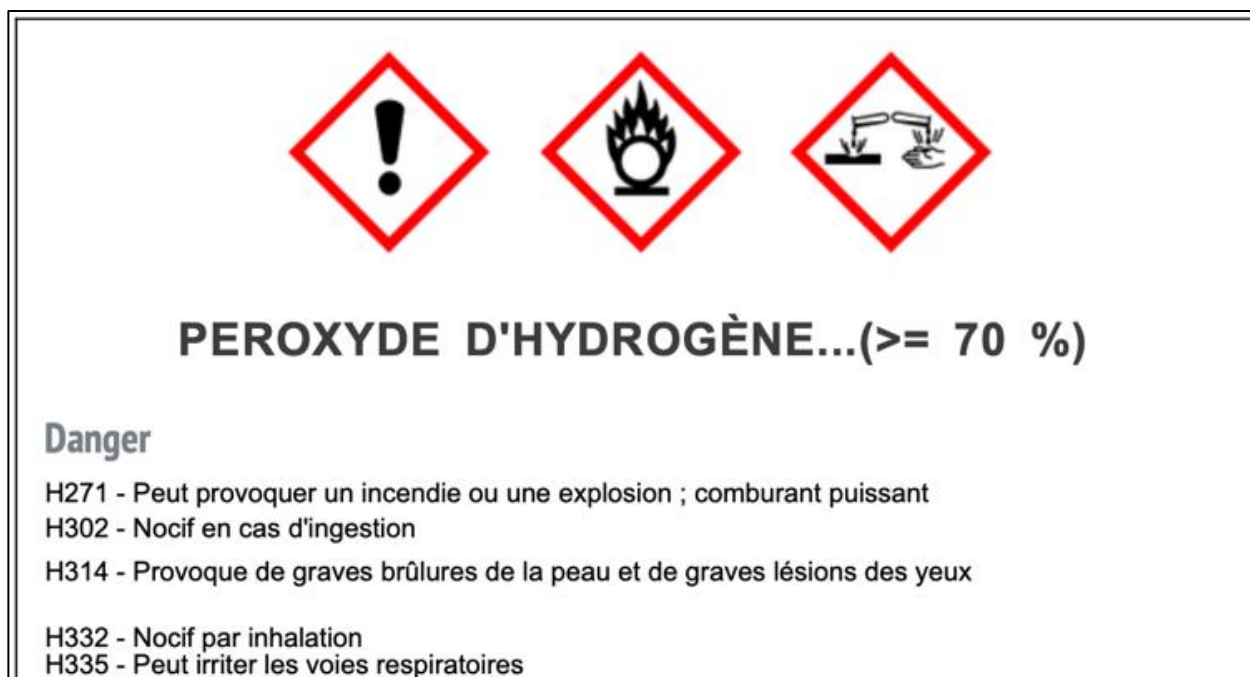 PEROXYDE D'HYDROGÈNE...(>= 70 %)
Danger
H271 - Peut provoquer un incendie ou une explosion ; comburant puissant
H302 - Nocif en cas d'ingestion
H314 - Provoque de graves brûlures de la peau et de graves lésions des yeux
H332 - Nocif par inhalation
H335 - Peut irriter les voies respiratoires